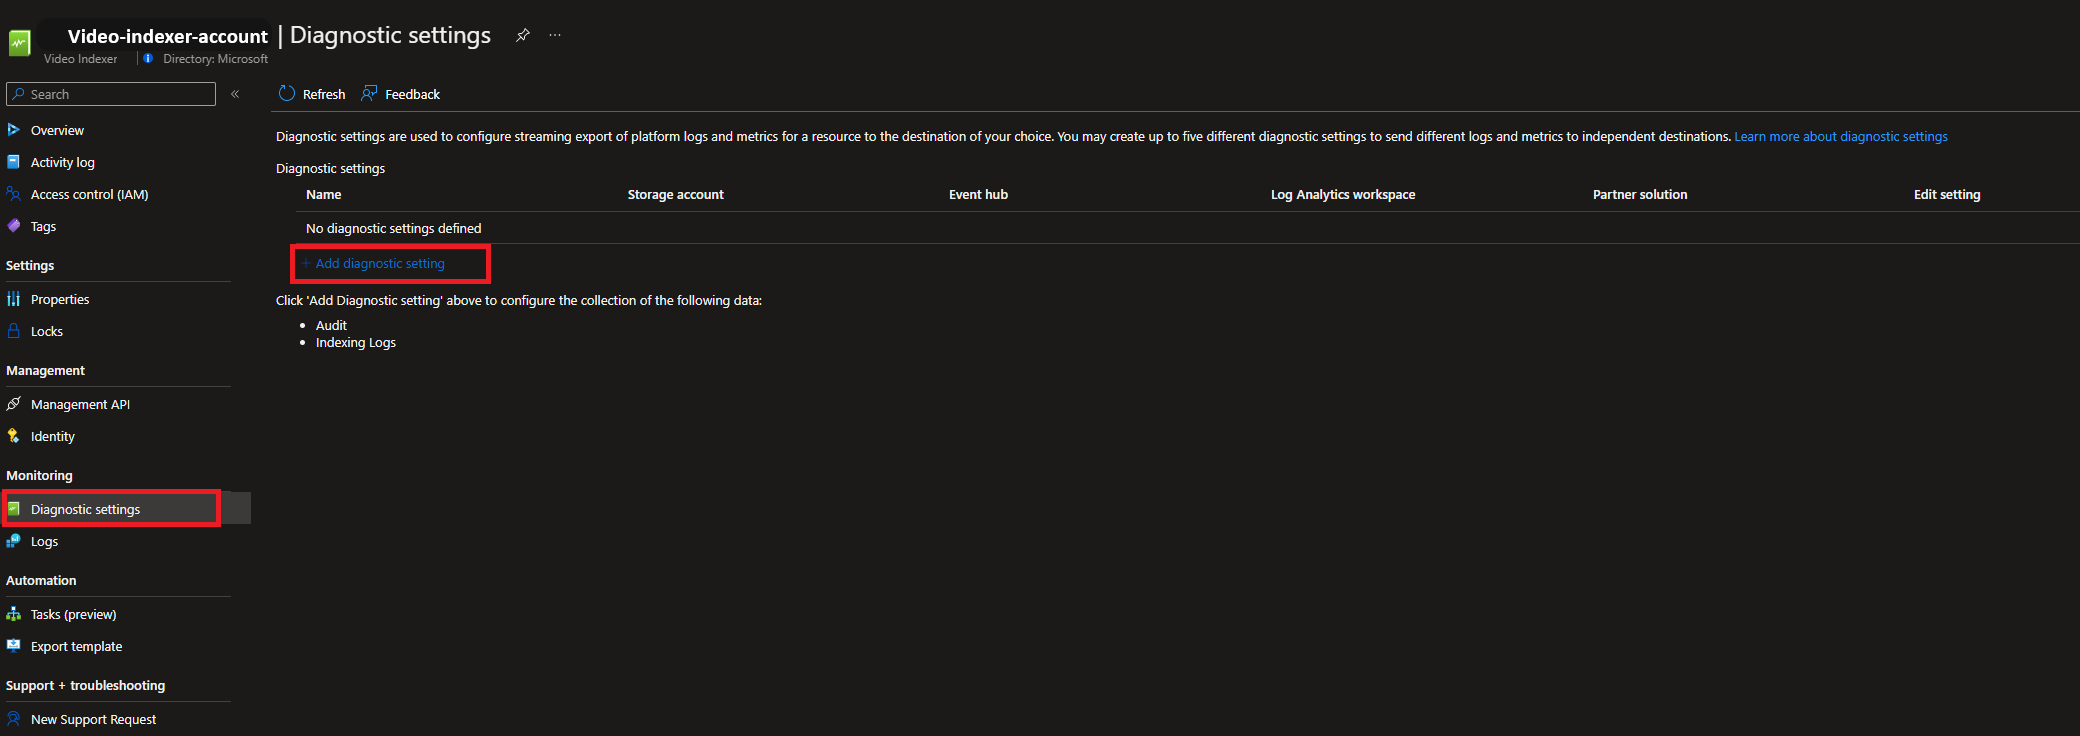 Video-indexer-account | Diagnostic settings ...
Video Indexer | Directory: Microsoft
Search «
Overview
Activity log
Access control (IAM)
Tags
Settings
Properties
Locks
Management
Management API
Identity
Monitoring
Diagnostic settings
Logs
Automation
Tasks (preview)
Export template
Support + troubleshooting
New Support Request
Refresh Feedback
Diagnostic settings are used to configure streaming export of platform logs and metrics for a resource to the destination of your choice. You may create up to five different diagnostic settings to send different logs and metrics to independent destinations. Learn more about diagnostic settings
Diagnostic settings
Name Storage account Event hub Log Analytics workspace Partner solution Edit setting
No diagnostic settings defined
+ Add diagnostic setting
Click 'Add Diagnostic setting' above to configure the collection of the following data:
• Audit
• Indexing Logs